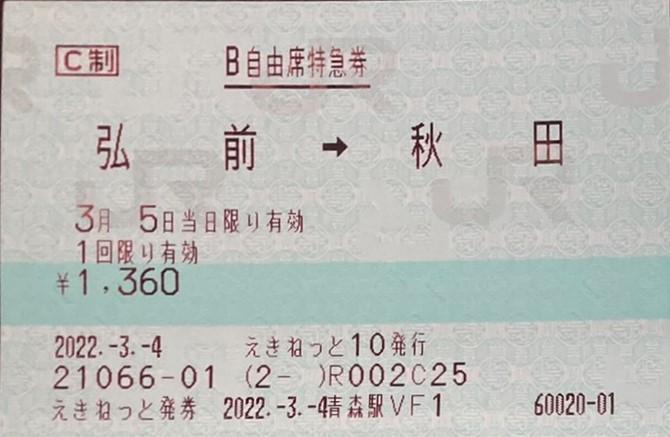 C制 B自由席特急券
弘前 → 秋田
3月 5日当日限り有効
1回限り有効
¥1,360
2022.-3.-4 えきねっと10発行
21066-01 (2- )R002C25
えきねっと発券 2022.-3.-4青森駅VF1 60020-01